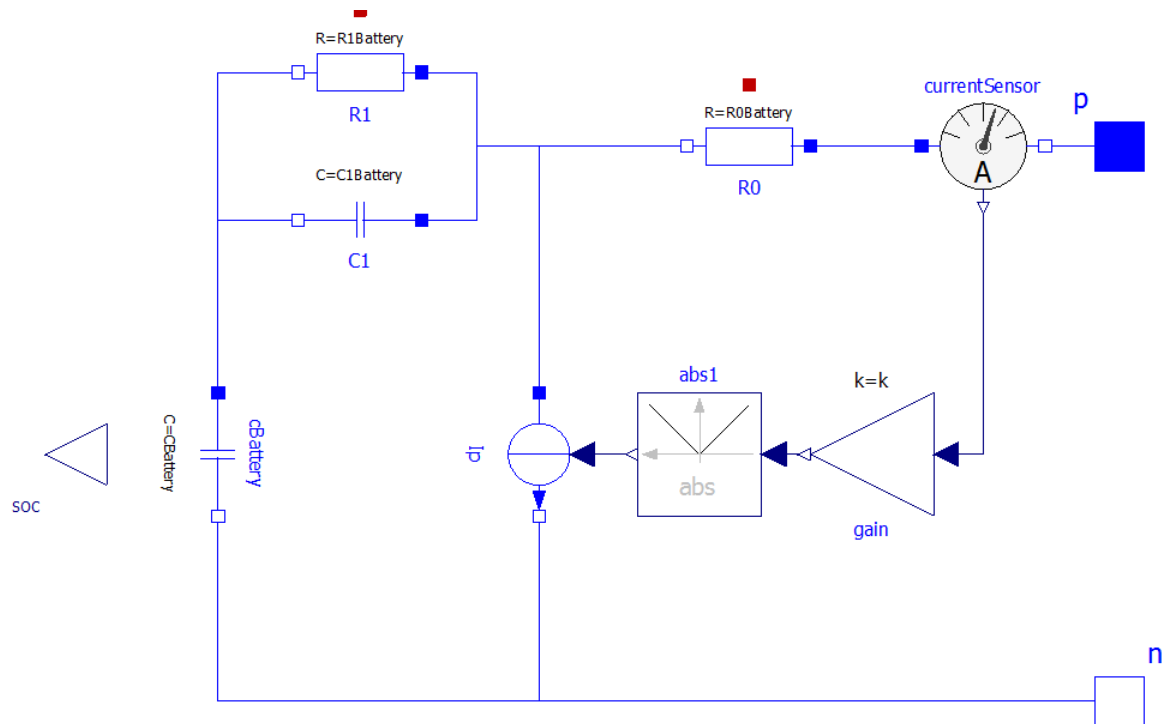 R=R1Battery
R1
C=C1Battery
C1
R=R0Battery
R0
currentSensor
A
p
abs1
abs
k=k
gain
Ip
C=CBattery
cBattery
soc
n